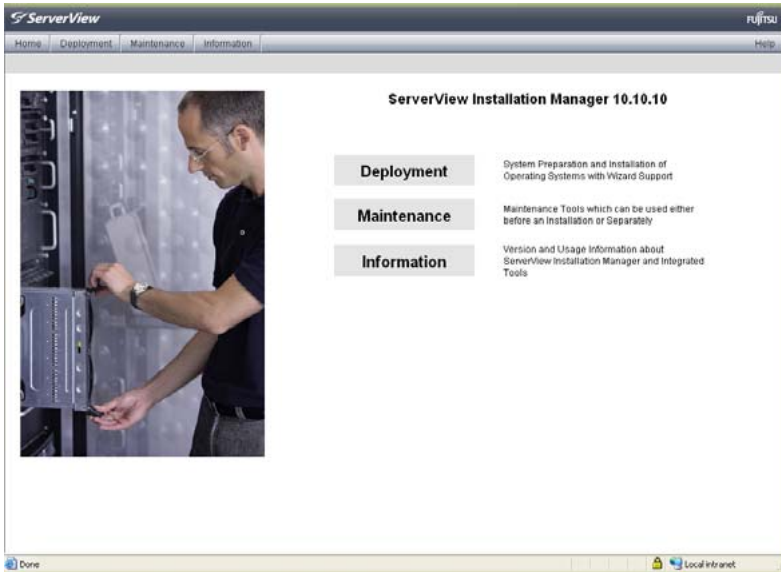 ServerView
FUJITSU
Home Deployment Maintenance Information Help
ServerView Installation Manager 10.10.10
Deployment
System Preparation and Installation of
Operating Systems with Wizard Support
Maintenance
Maintenance Tools which can be used either
before an Installation or Separately
Information
Version and Usage Information about
ServerView Installation Manager and Integrated
Tools
Done
Local intranet